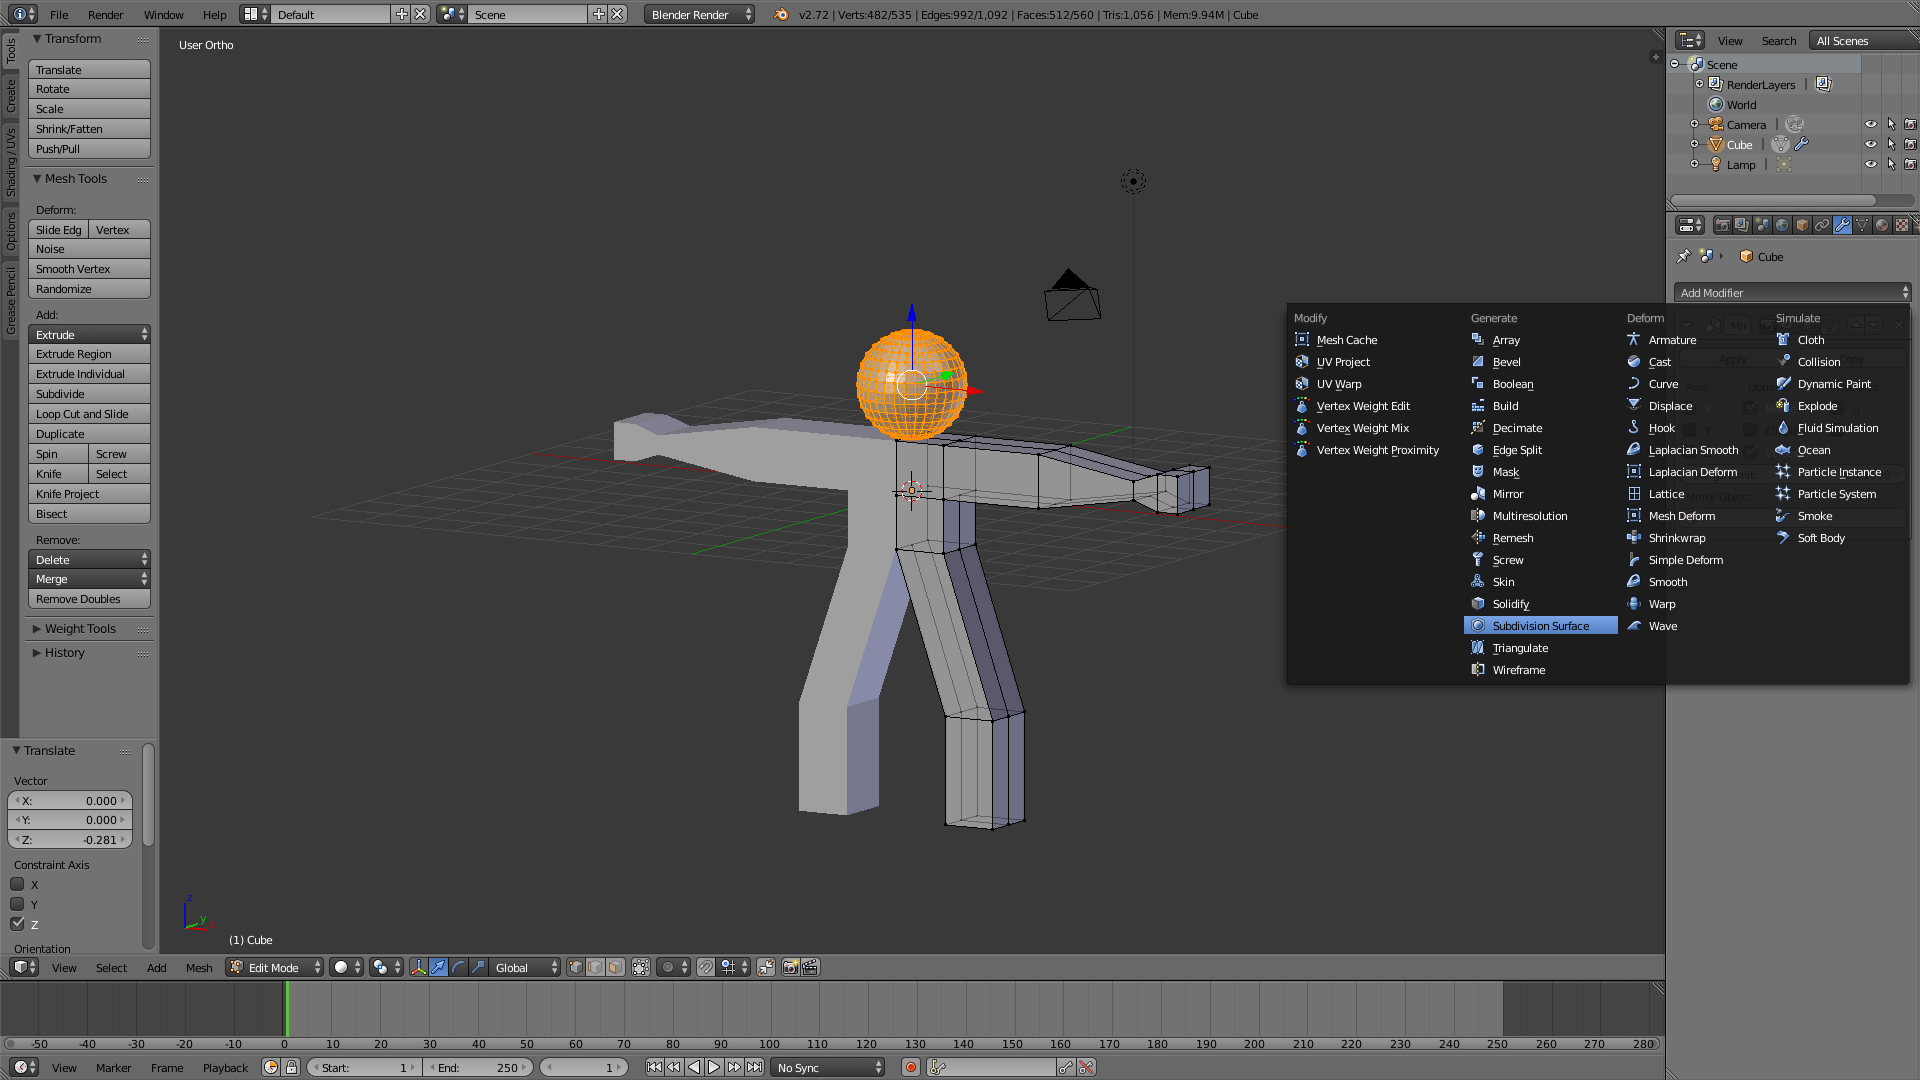 File Render Window Help Default Scene Blender Render v2.72 | Verts:482/535 | Edges:992/1,092 | Faces:512/560 | Tris:1,056 | Mem:9.94M | Cube
Tools
Create
Shading / UVs
Options
Grease Pencil
Transform
Translate
Rotate
Scale
Shrink/Fatten
Push/Pull
Mesh Tools
Deform:
Slide Edg Vertex
Noise
Smooth Vertex
Randomize
Add:
Extrude
Extrude Region
Extrude Individual
Subdivide
Loop Cut and Slide
Duplicate
Spin Screw
Knife Select
Knife Project
Bisect
Remove:
Delete
Merge
Remove Doubles
Weight Tools
History
Translate
Vector
X: 0.000
Y: 0.000
Z: -0.281
Constraint Axis
X
Y
Z
Orientation
User Ortho
z
y
x
(1) Cube
View Search All Scenes
Scene
RenderLayers |
World
Camera |
Cube |
Lamp |
Cube
Add Modifier
Modify
Mesh Cache
UV Project
UV Warp
Vertex Weight Edit
Vertex Weight Mix
Vertex Weight Proximity
Generate
Array
Bevel
Boolean
Build
Decimate
Edge Split
Mask
Mirror
Multiresolution
Remesh
Screw
Skin
Solidify
Subdivision Surface
Triangulate
Wireframe
Deform
Armature
Cast
Curve
Displace
Hook
Laplacian Smooth
Laplacian Deform
Lattice
Mesh Deform
Shrinkwrap
Simple Deform
Smooth
Warp
Wave
Simulate
Cloth
Collision
Dynamic Paint
Explode
Fluid Simulation
Ocean
Particle Instance
Particle System
Smoke
Soft Body
View Select Add Mesh Edit Mode Global
-50 -40 -30 -20 -10 0 10 20 30 40 50 60 70 80 90 100 110 120 130 140 150 160 170 180 190 200 210 220 230 240 250 260 270 280
View Marker Frame Playback Start: 1 End: 250 1 No Sync